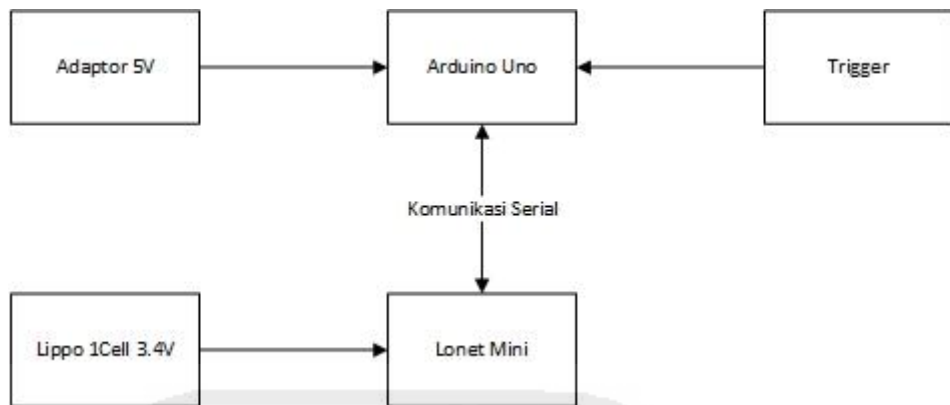 Adaptor 5V
Arduino Uno
Trigger
Komunikasi Serial
Lippo 1Cell 3.4V
Lonet Mini